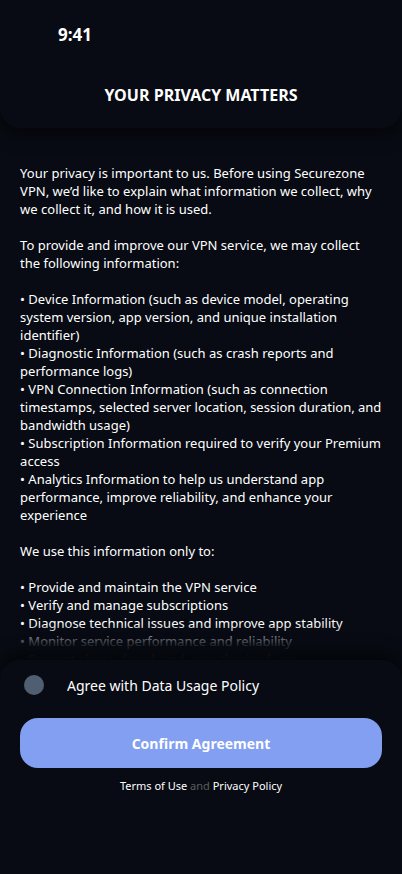 9:41
YOUR PRIVACY MATTERS
Your privacy is important to us. Before using Securezone
VPN, we'd like to explain what information we collect, why
we collect it, and how it is used.
To provide and improve our VPN service, we may collect
the following information:
• Device Information (such as device model, operating
system version, app version, and unique installation
identifier)
• Diagnostic Information (such as crash reports and
performance logs)
• VPN Connection Information (such as connection
timestamps, selected server location, session duration, and
bandwidth usage)
• Subscription Information required to verify your Premium
access
• Analytics Information to help us understand app
performance, improve reliability, and enhance your
experience
We use this information only to:
• Provide and maintain the VPN service
• Verify and manage subscriptions
• Diagnose technical issues and improve app stability
• Monitor service performance and reliability
Agree with Data Usage Policy
Confirm Agreement
Terms of Use and Privacy Policy